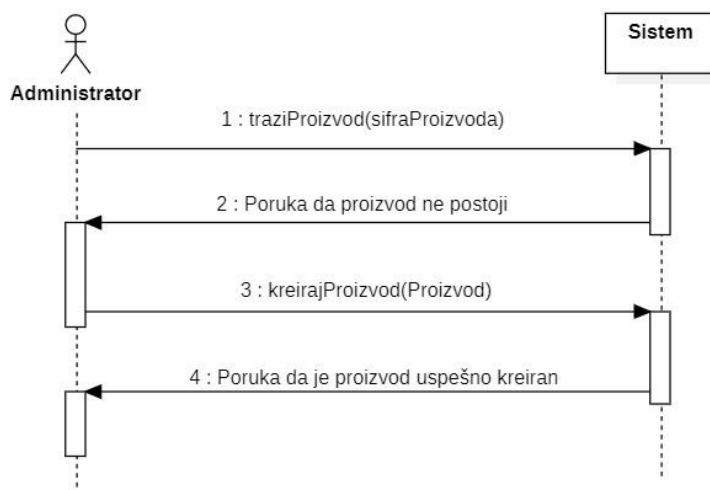 Sistem
Administrator
1 : traziProizvod(sifraProizvoda)
2 : Poruka da proizvod ne postoji
3 : kreirajProizvod(Proizvod)
4 : Poruka da je proizvod uspešno kreiran